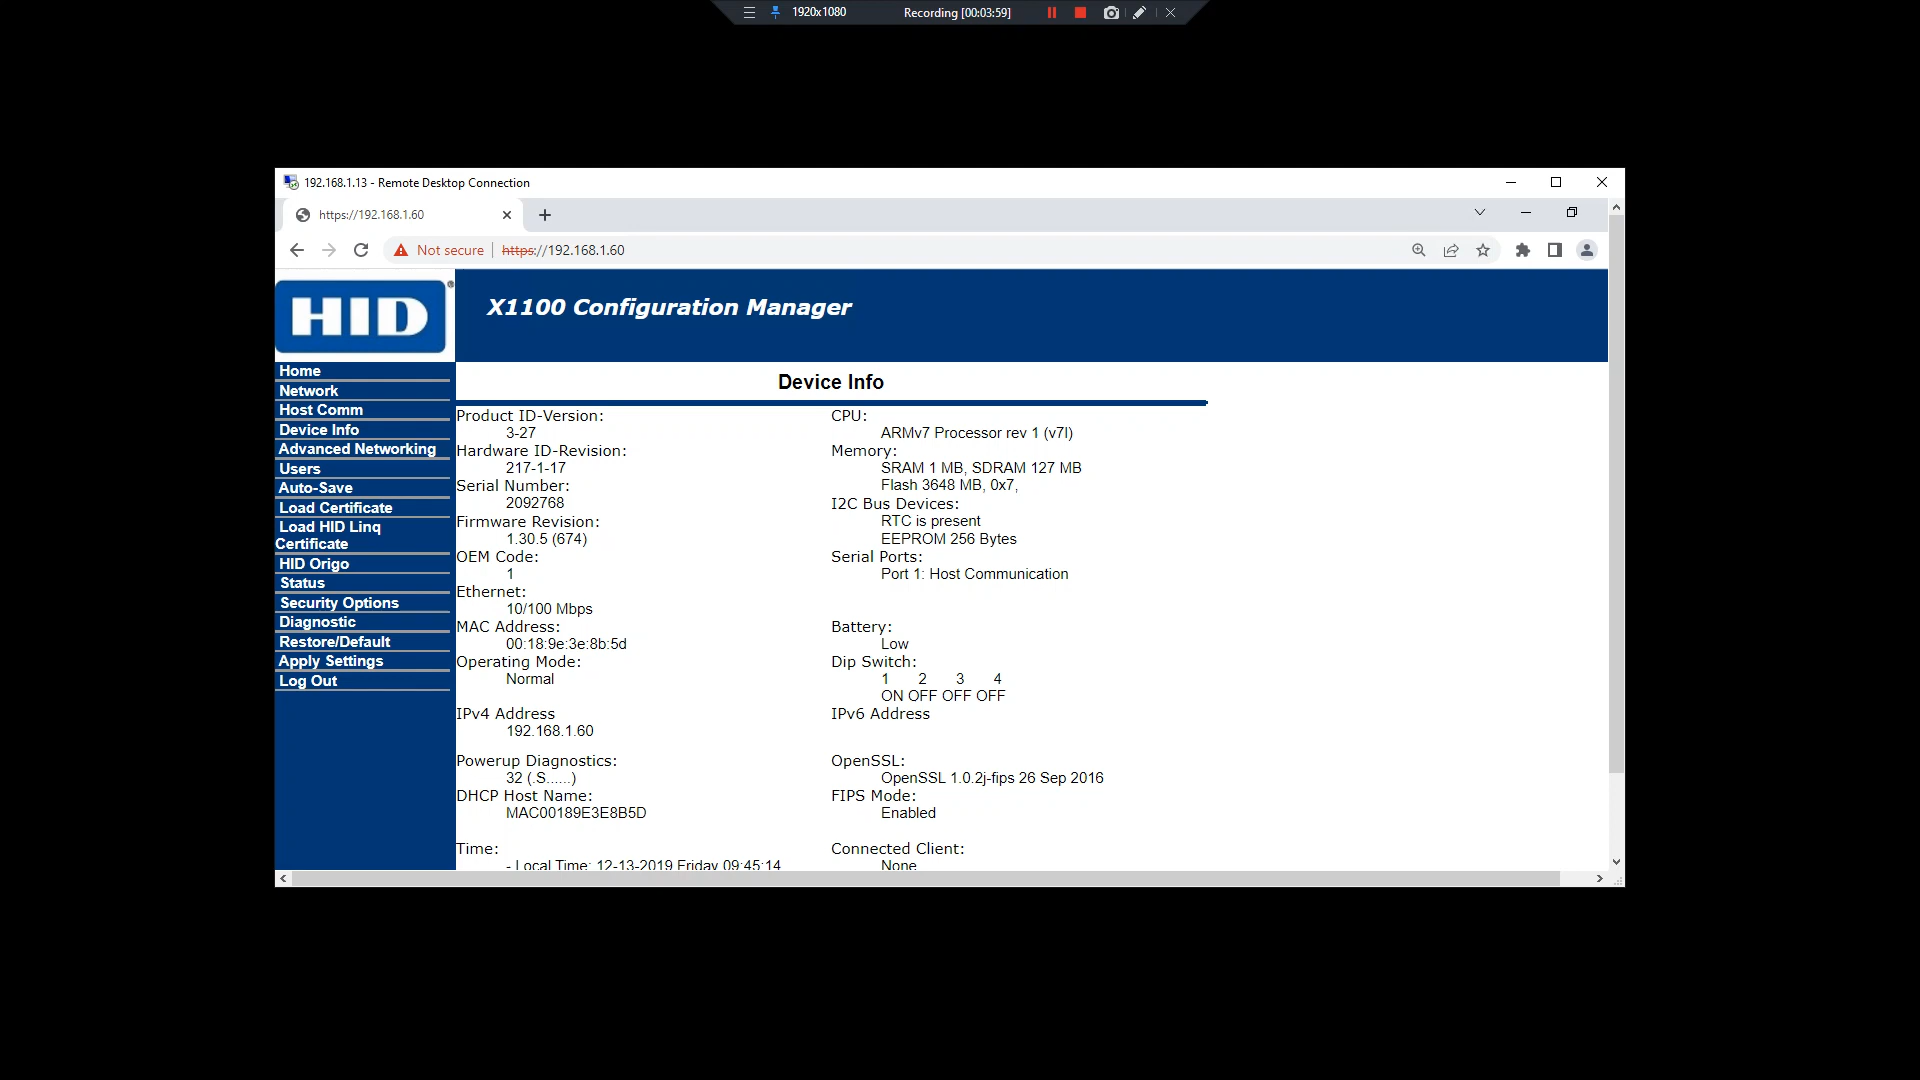 1920x1080 Recording [00:03:59]
192.168.1.13 - Remote Desktop Connection
https://192.168.1.60
Not secure https://192.168.1.60
HID®
X1100 Configuration Manager
Home
Network
Host Comm
Device Info
Advanced Networking
Users
Auto-Save
Load Certificate
Load HID Linq
Certificate
HID Origo
Status
Security Options
Diagnostic
Restore/Default
Apply Settings
Log Out
Device Info
Product ID-Version:
3-27
Hardware ID-Revision:
217-1-17
Serial Number:
2092768
Firmware Revision:
1.30.5 (674)
OEM Code:
1
Ethernet:
10/100 Mbps
MAC Address:
00:18:9e:3e:8b:5d
Operating Mode:
Normal
IPv4 Address
192.168.1.60
Powerup Diagnostics:
32 (.S......)
DHCP Host Name:
MAC00189E3E8B5D
Time:
- Local Time: 12-13-2019 Friday 09:45:14
CPU:
ARMv7 Processor rev 1 (v7l)
Memory:
SRAM 1 MB, SDRAM 127 MB
Flash 3648 MB, 0x7,
I2C Bus Devices:
RTC is present
EEPROM 256 Bytes
Serial Ports:
Port 1: Host Communication
Battery:
Low
Dip Switch:
1 2 3 4
ON OFF OFF OFF
IPv6 Address
OpenSSL:
OpenSSL 1.0.2j-fips 26 Sep 2016
FIPS Mode:
Enabled
Connected Client:
None